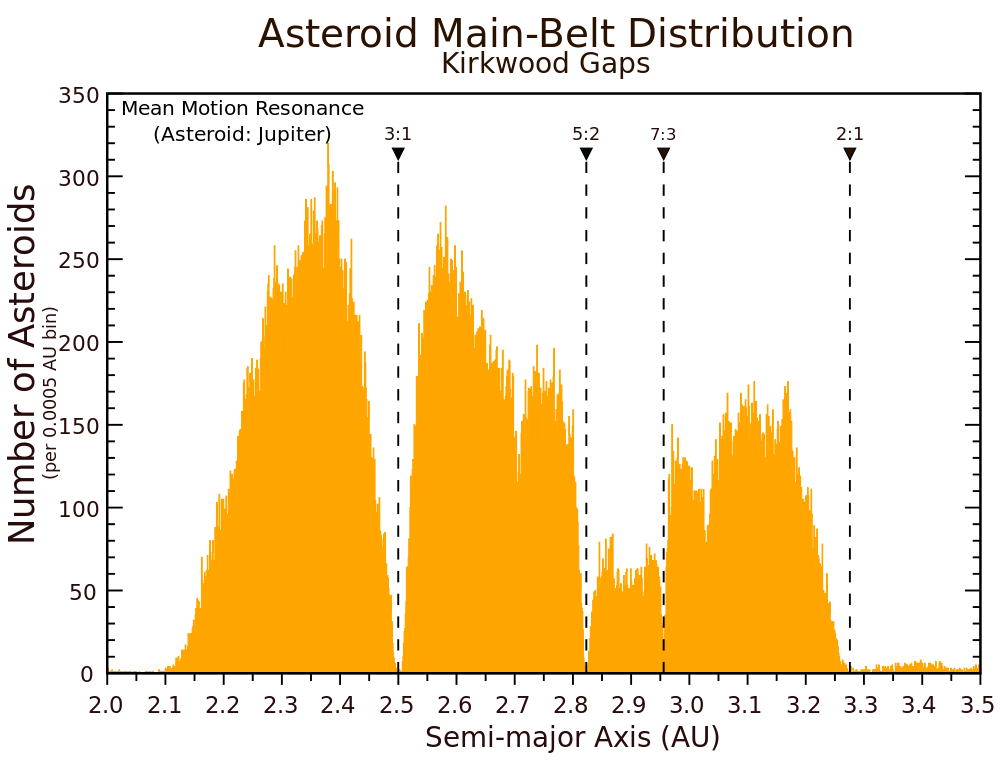 Asteroid Main-Belt Distribution
Kirkwood Gaps
Mean Motion Resonance
(Asteroid: Jupiter)
3:1
5:2
7:3
2:1
Number of Asteroids
(per 0.0005 AU bin)
350
300
250
200
150
100
50
0
2.0 2.1 2.2 2.3 2.4 2.5 2.6 2.7 2.8 2.9 3.0 3.1 3.2 3.3 3.4 3.5
Semi-major Axis (AU)